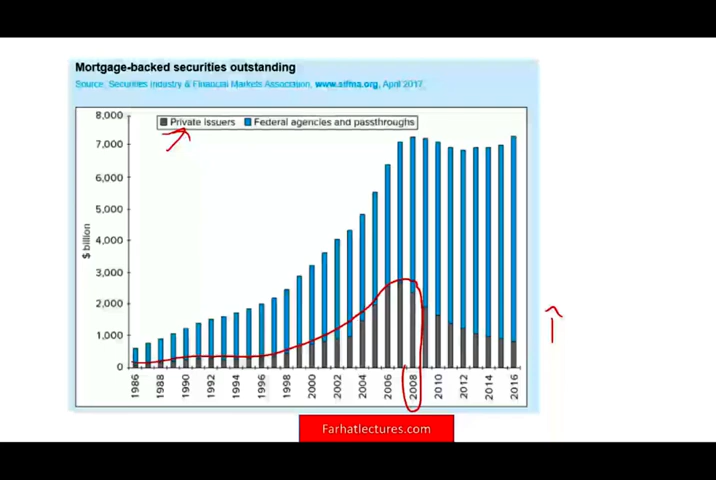 Mortgage-backed securities outstanding
Source: Securities Industry & Financial Markets Association, www.sifma.org, April 2017.
Private issuers Federal agencies and passthroughs
8,000
7,000
6,000
5,000
4,000
3,000
2,000
1,000
0
$ billion
1986 1988 1990 1992 1994 1996 1998 2000 2002 2004 2006 2008 2010 2012 2014 2016
Farhatlectures.com